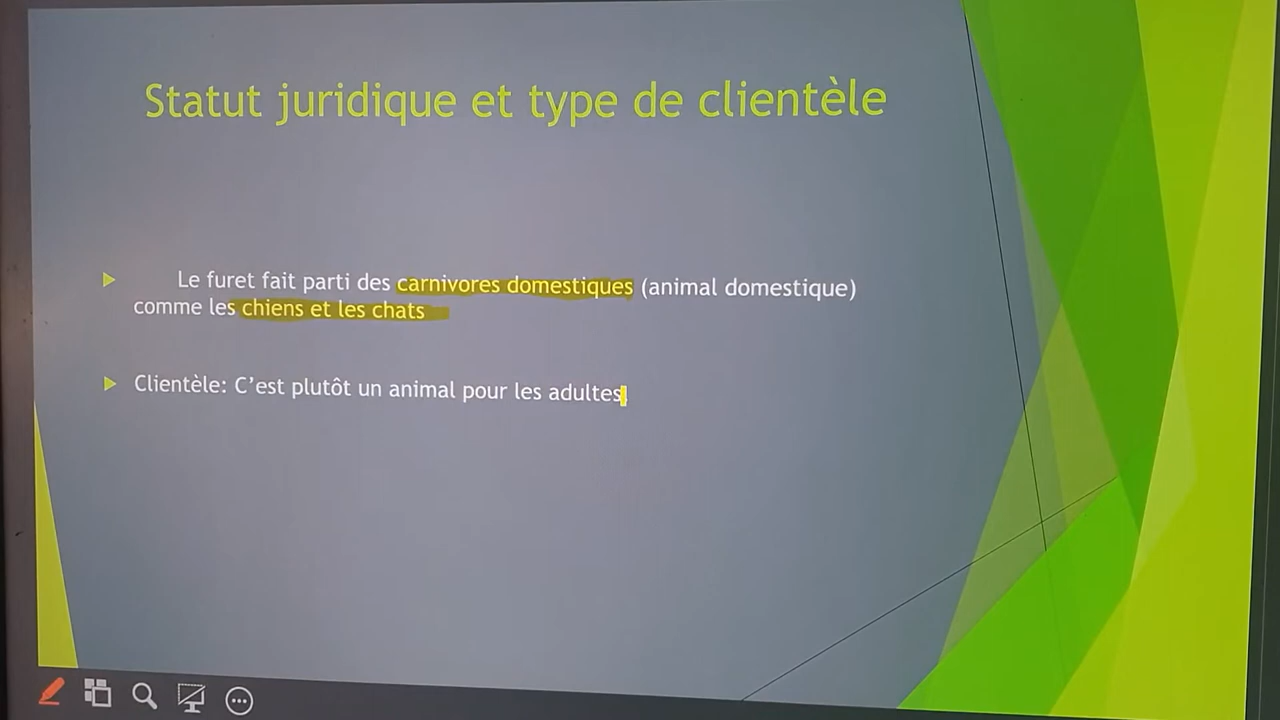 Statut juridique et type de clientèle
Le furet fait parti des carnivores domestiques (animal domestique)
comme les chiens et les chats
Clientèle: C'est plutôt un animal pour les adultes